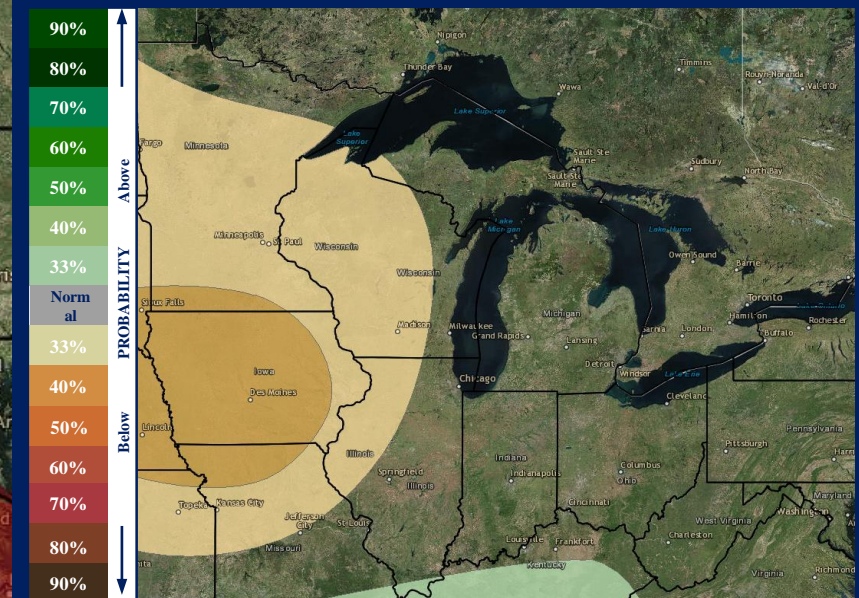 90%
80%
70%
60%
50%
40%
33%
Norm
al
33%
40%
50%
60%
70%
80%
90%
Above
PROBABILITY
Below
Nipigon
Thunder Bay
Timmins
Rouyn-Noranda
Val-d'Or
Wawa
Lake Superior
Lake
Superior
Fargo
Minnesota
Sault Ste
Marie
Sault Ste
Marie
Sudbury
North Bay
Minneapolis
St Paul
Wisconsin
Lake
Michigan
Lake Huron
Owen Sound
Barrie
Wisconsin
Sioux Falls
Toronto
Lake Ontario
Madison
Milwaukee
Grand Rapids
Michigan
Lansing
Sarnia
London
Hamilton
Rochester
Buffalo
Iowa
Des Moines
Chicago
Detroit
Windsor
Lake Erie
Cleveland
Lincoln
Illinois
Indiana
Pennsylvania
Pittsburgh
Springfield
Illinois
Indianapolis
Columbus
Ohio
Topeka
Kansas City
Jefferson
City
St Louis
Missouri
Cincinnati
Maryland
Washington
West Virginia
Charleston
Louisville
Frankfort
Kentucky
Virginia
Richmond